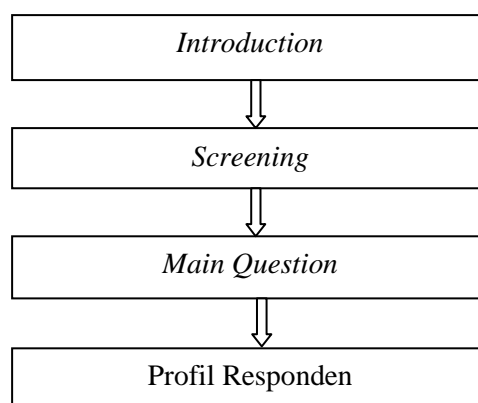 Introduction
Screening
Main Question
Profil Responden